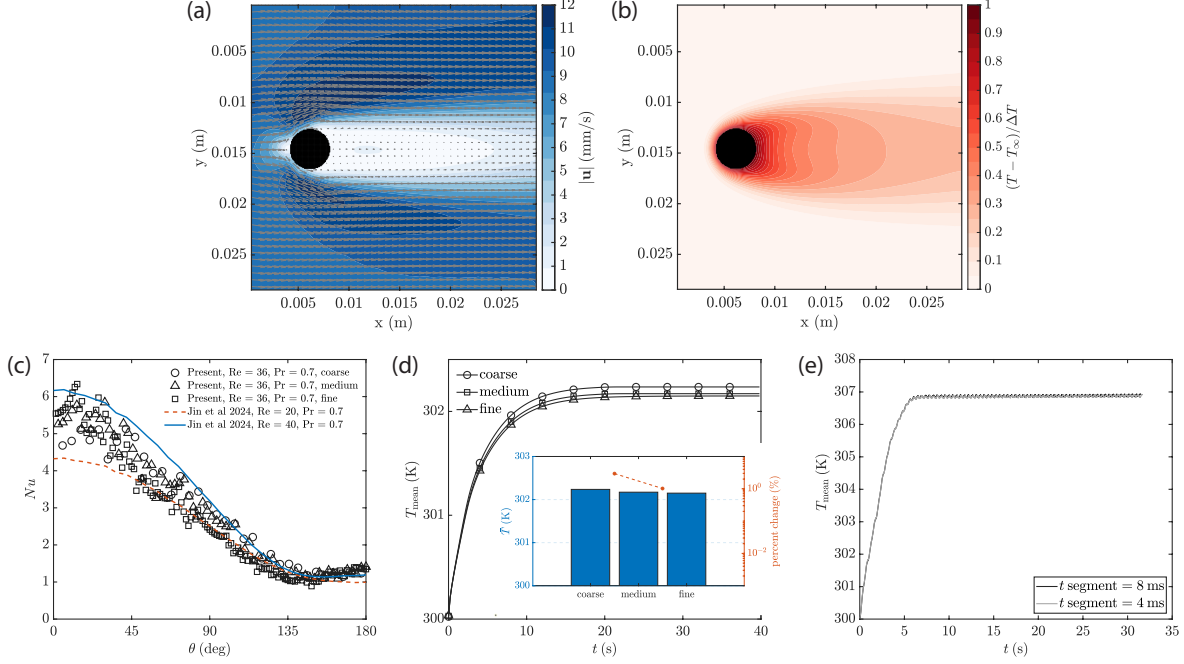 (a)
0.005
0.01
0.015
0.02
0.025
y (m)
0.005 0.01 0.015 0.02 0.025
x (m)
12
11
10
9
8
7
6
5
4
3
2
1
0
|u| (mm/s)
(b)
0.005
0.01
0.015
0.02
0.025
y (m)
0.005 0.01 0.015 0.02 0.025
x (m)
1
0.9
0.8
0.7
0.6
0.5
0.4
0.3
0.2
0.1
0
(T − T∞)/ΔT
(c)
7
6
5
4
3
2
1
0
Nu
Present, Re = 36, Pr = 0.7, coarse
Present, Re = 36, Pr = 0.7, medium
Present, Re = 36, Pr = 0.7, fine
Jin et al 2024, Re = 20, Pr = 0.7
Jin et al 2024, Re = 40, Pr = 0.7
0 45 90 135 180
θ (deg)
(d)
302
301
300
Tmean (K)
coarse
medium
fine
303
302
301
300
T̄ (K)
coarse medium fine
10⁰
10⁻²
percent change (%)
0 10 20 30 40
t (s)
(e)
308
307
306
305
304
303
302
301
300
Tmean (K)
t segment = 8 ms
t segment = 4 ms
0 5 10 15 20 25 30 35
t (s)